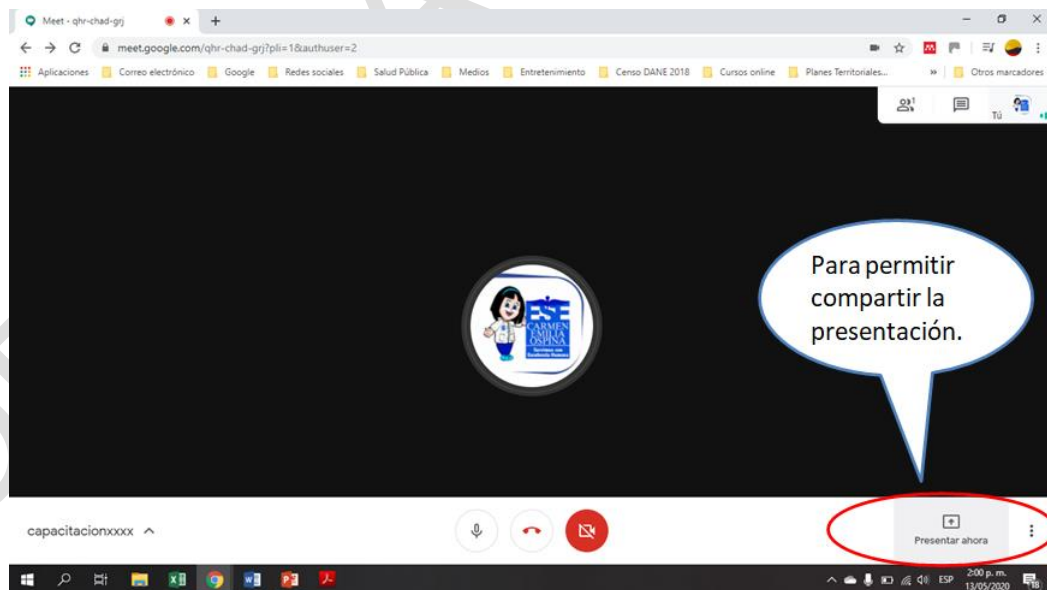 Meet - qhr-chad-grj
meet.google.com/qhr-chad-grj?pli=1&authuser=2
Aplicaciones Correo electrónico Google Redes sociales Salud Pública Medios Entretenimiento Censo DANE 2018 Cursos online Planes Territoriales... » Otros marcadores
1
Tú
Para permitir
compartir la
presentación.
ESE
CARMEN
EMILIA
OSPINA
capacitacionxxxx
Presentar ahora
ESP
2:00 p. m.
13/05/2020